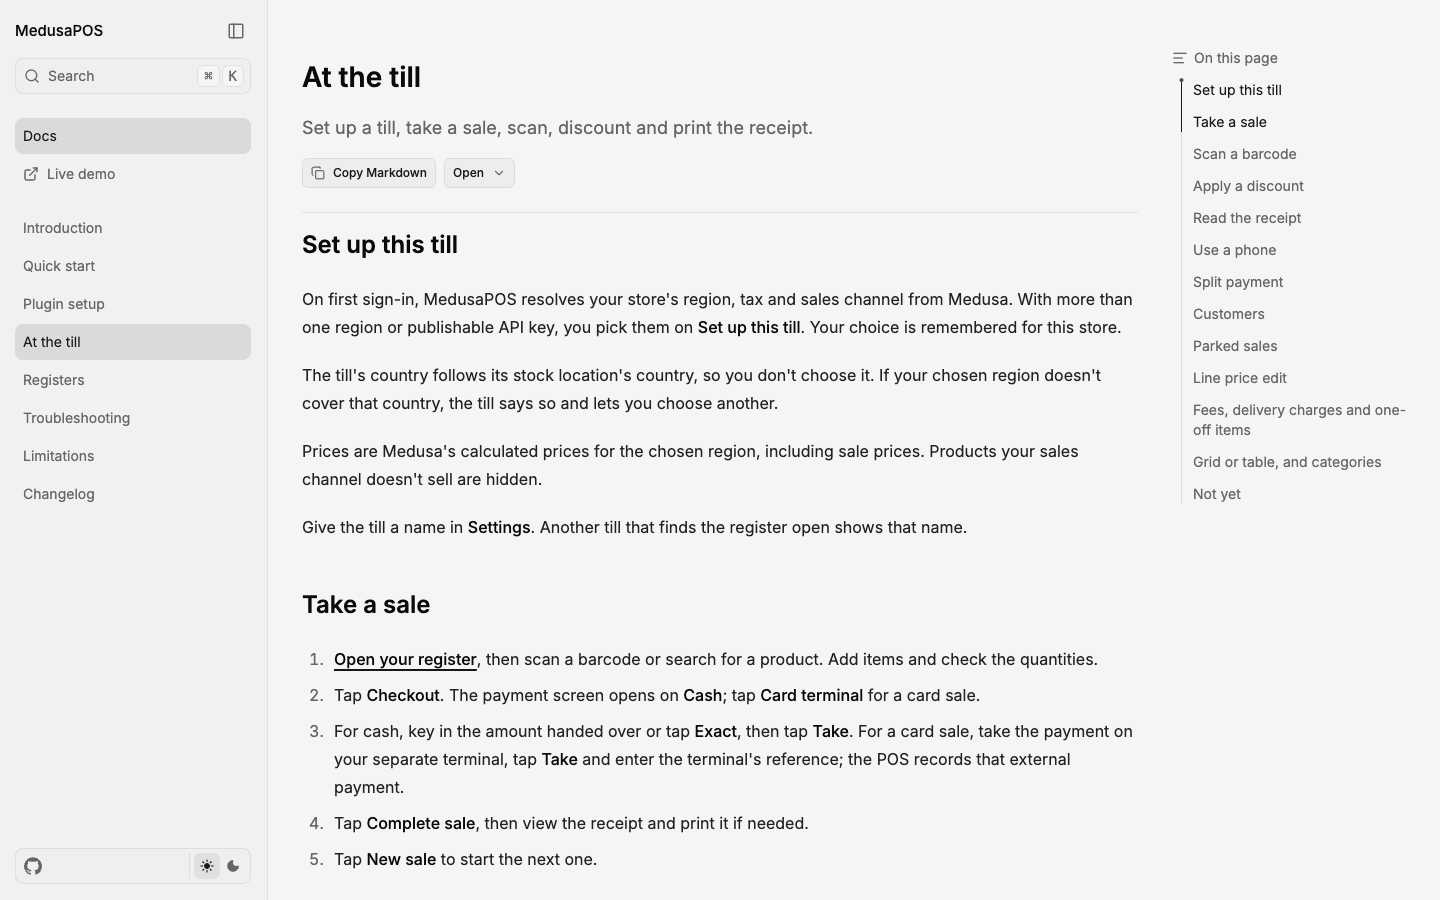 MedusaPOS
Search
⌘ K
Docs
Live demo
Introduction
Quick start
Plugin setup
At the till
Registers
Troubleshooting
Limitations
Changelog
At the till
Set up a till, take a sale, scan, discount and print the receipt.
Copy Markdown
Open
Set up this till
On first sign-in, MedusaPOS resolves your store's region, tax and sales channel from Medusa. With more than
one region or publishable API key, you pick them on Set up this till. Your choice is remembered for this store.
The till's country follows its stock location's country, so you don't choose it. If your chosen region doesn't
cover that country, the till says so and lets you choose another.
Prices are Medusa's calculated prices for the chosen region, including sale prices. Products your sales
channel doesn't sell are hidden.
Give the till a name in Settings. Another till that finds the register open shows that name.
Take a sale
1. Open your register, then scan a barcode or search for a product. Add items and check the quantities.
2. Tap Checkout. The payment screen opens on Cash; tap Card terminal for a card sale.
3. For cash, key in the amount handed over or tap Exact, then tap Take. For a card sale, take the payment on
your separate terminal, tap Take and enter the terminal's reference; the POS records that external
payment.
4. Tap Complete sale, then view the receipt and print it if needed.
5. Tap New sale to start the next one.
On this page
Set up this till
Take a sale
Scan a barcode
Apply a discount
Read the receipt
Use a phone
Split payment
Customers
Parked sales
Line price edit
Fees, delivery charges and one-
off items
Grid or table, and categories
Not yet